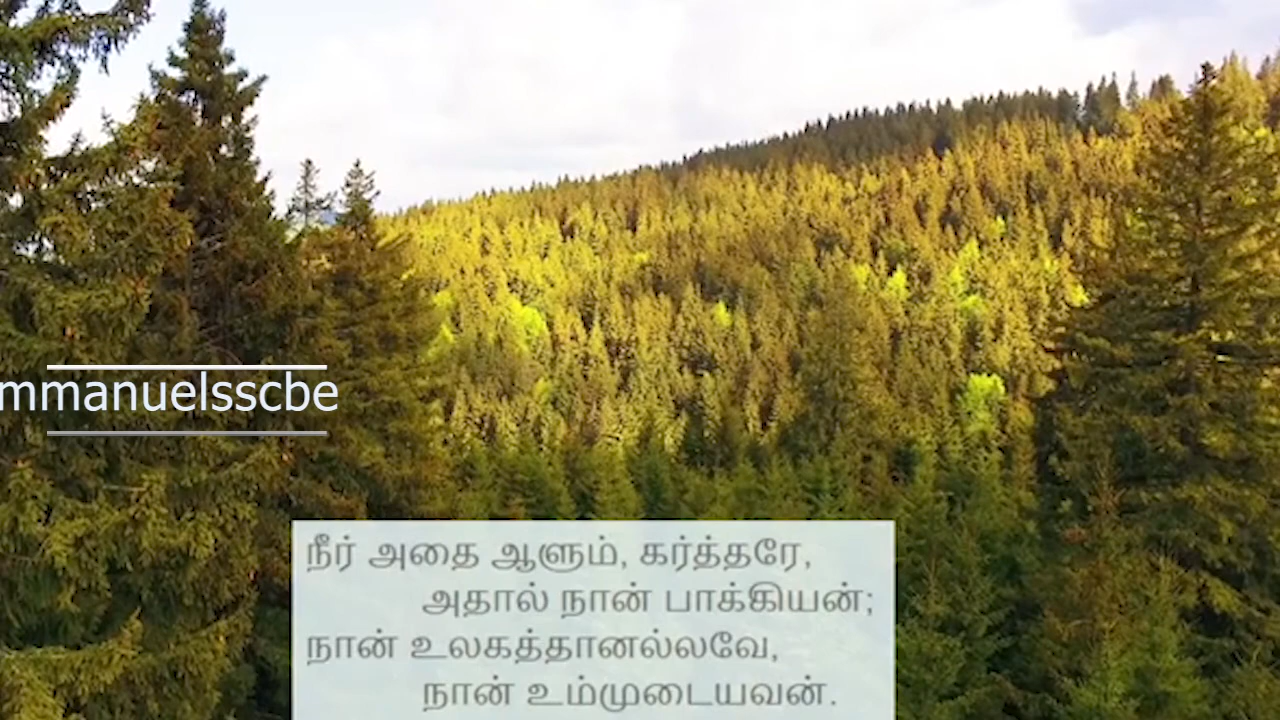 mmanuelsscbe
நீர் அதை ஆளும், கர்த்தரே,
அதால் நான் பாக்கியன்;
நான் உலகத்தானல்லவே,
நான் உம்முடையவன்.